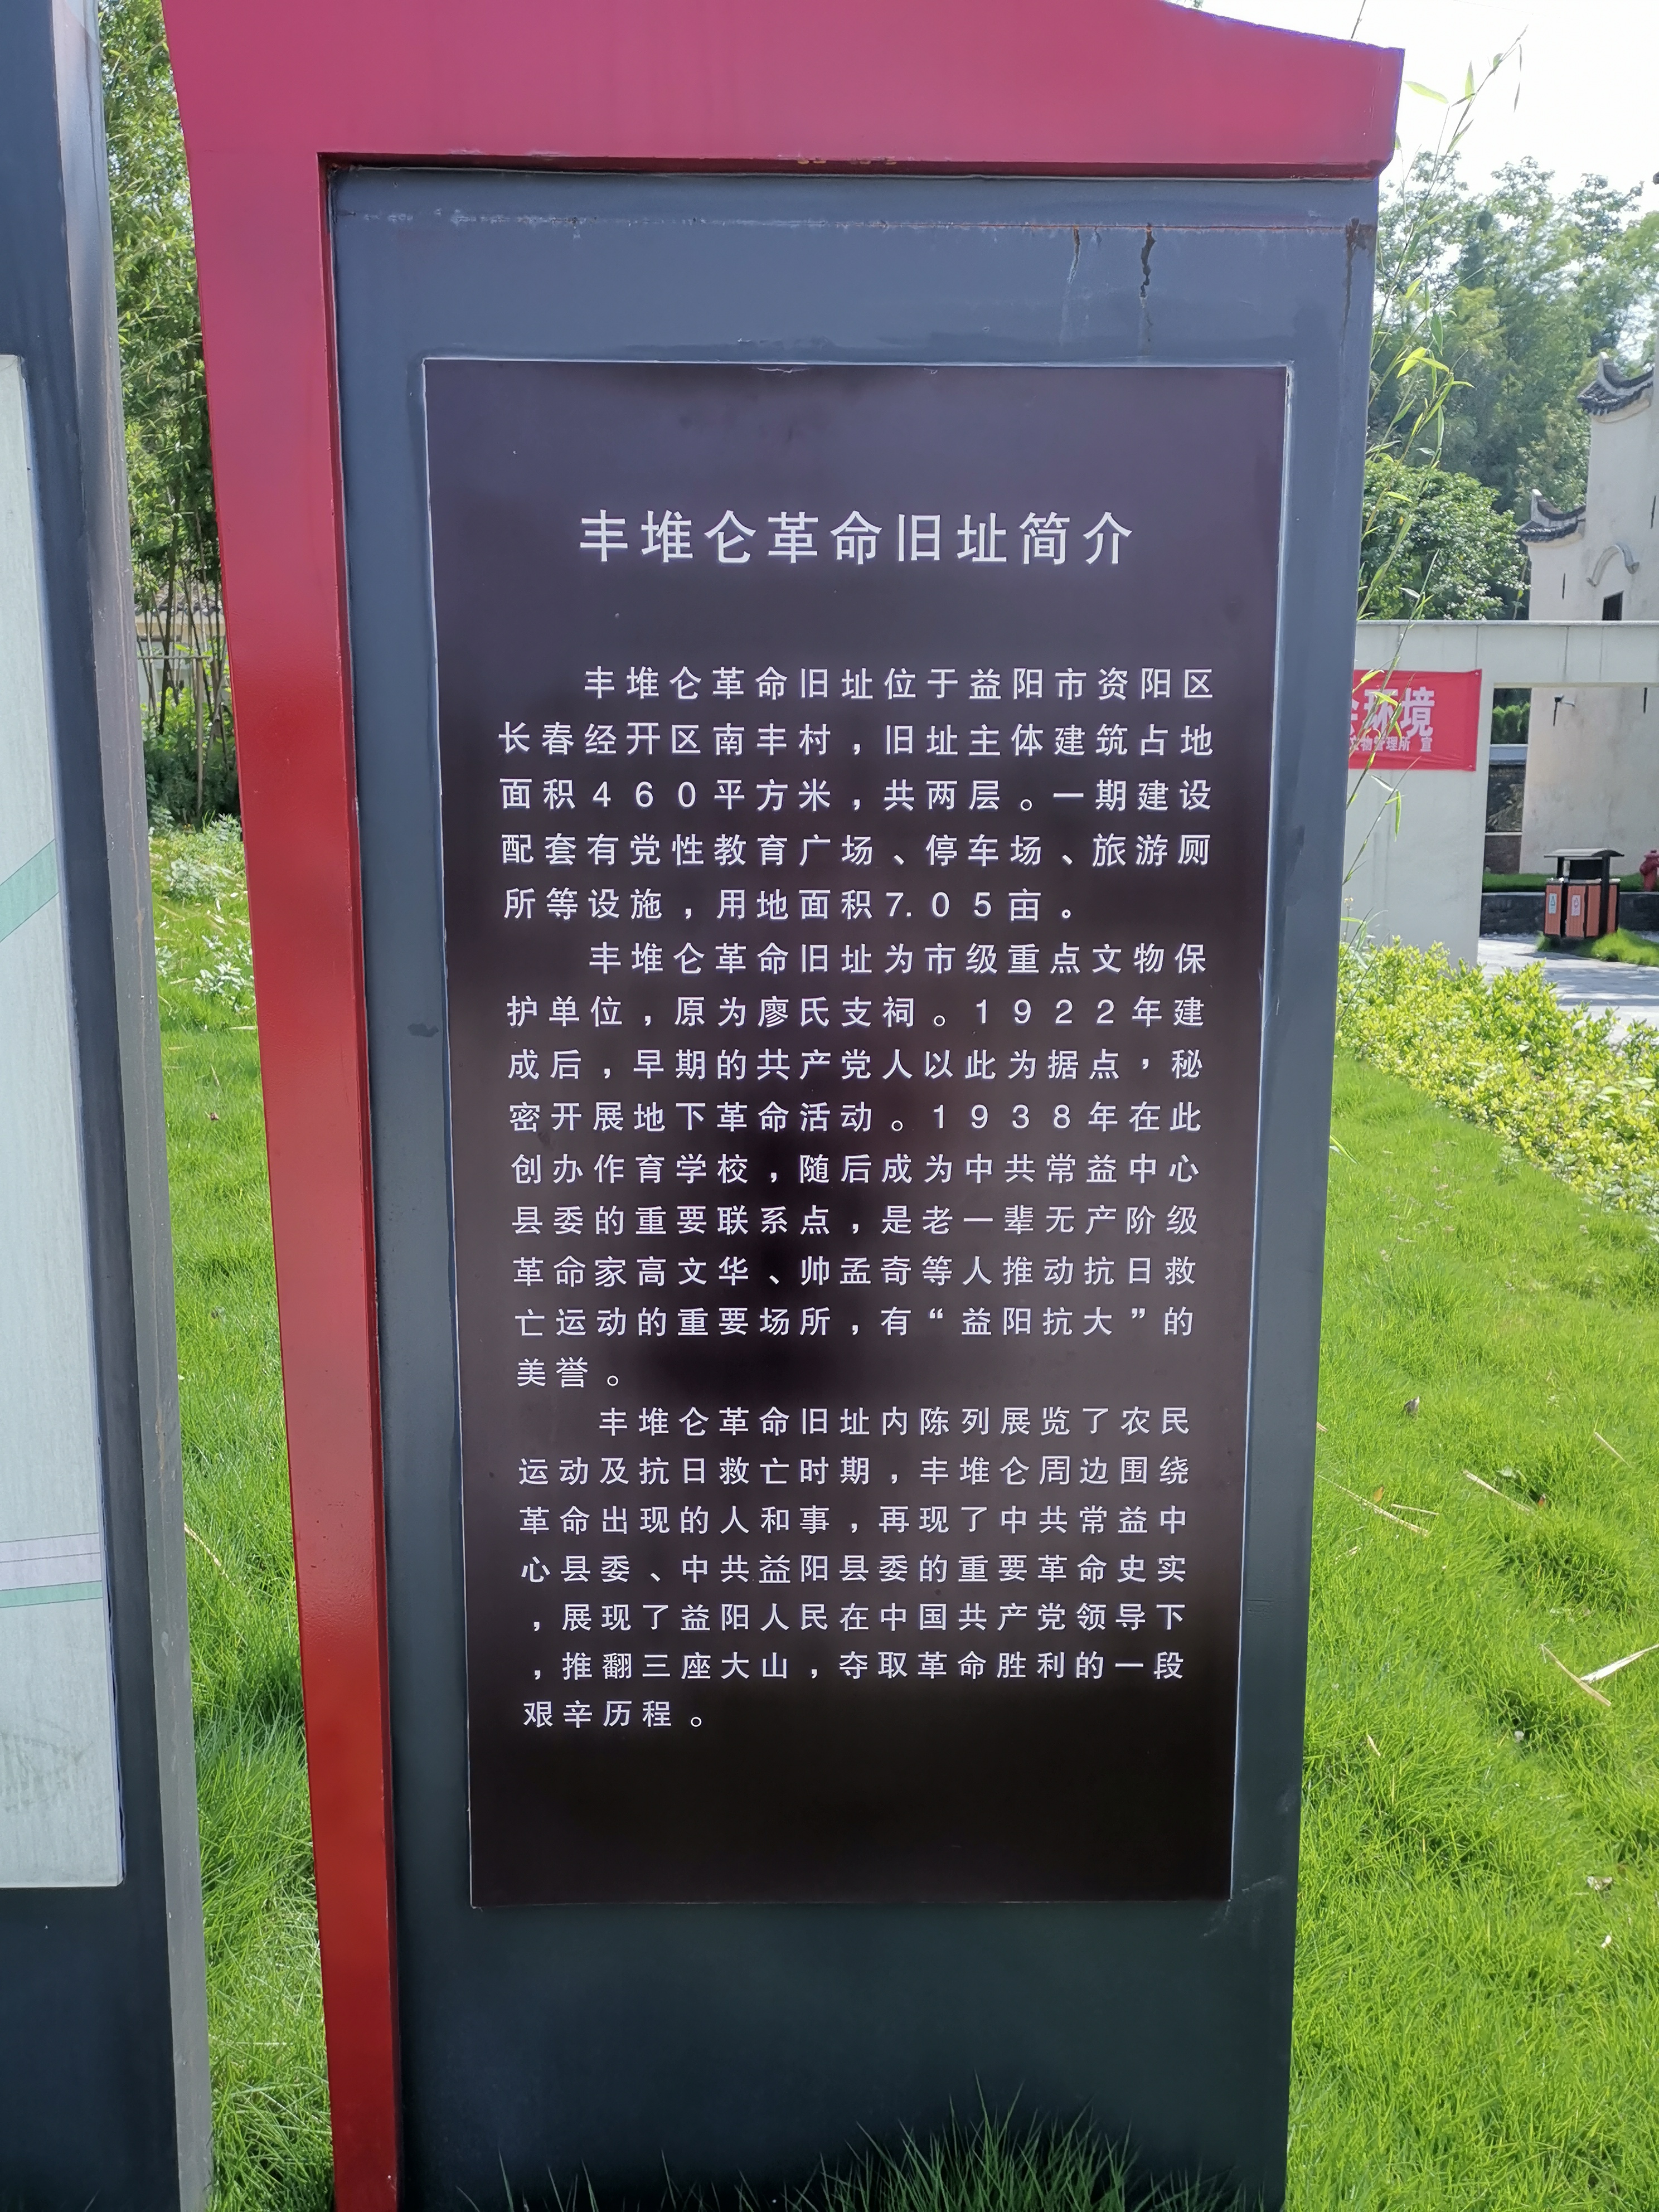 丰堆仑革命旧址简介
丰堆仑革命旧址位于益阳市资阳区
长春经开区南丰村，旧址主体建筑占地
面积460平方米，共两层。一期建设
配套有党性教育广场、停车场、旅游厕
所等设施，用地面积7.05亩。
丰堆仑革命旧址为市级重点文物保
护单位，原为廖氏支祠。1922年建
成后，早期的共产党人以此为据点，秘
密开展地下革命活动。1938年在此
创办作育学校，随后成为中共常益中心
县委的重要联系点，是老一辈无产阶级
革命家高文华、帅孟奇等人推动抗日救
亡运动的重要场所，有“益阳抗大”的
美誉。
丰堆仑革命旧址内陈列展览了农民
运动及抗日救亡时期，丰堆仑周边围绕
革命出现的人和事，再现了中共常益中
心县委、中共益阳县委的重要革命史实
，展现了益阳人民在中国共产党领导下
，推翻三座大山，夺取革命胜利的一段
艰辛历程。
环境
物管理所 宣